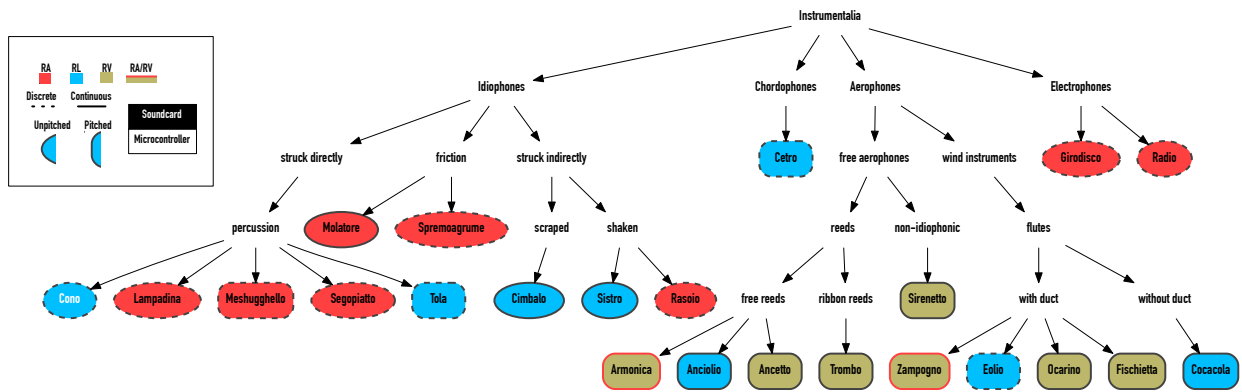 Instrumentalia
RA RL RV RA/RV
Discrete Continuous
Soundcard
Unpitched Pitched
Microcontroller
Idiophones Chordophones Aerophones Electrophones
struck directly friction struck indirectly Cetro free aerophones wind instruments Girodisco Radio
percussion Molatore Spremoagrume scraped shaken reeds non-idiophonic flutes
Cono Lampadina Meshugghello Segopiatto Tola Cimbalo Sistro Rasoio free reeds ribbon reeds Sirenetto with duct without duct
Armonica Anciolio Ancetto Trombo Zampogno Eolio Ocarino Fischietta Cocacola